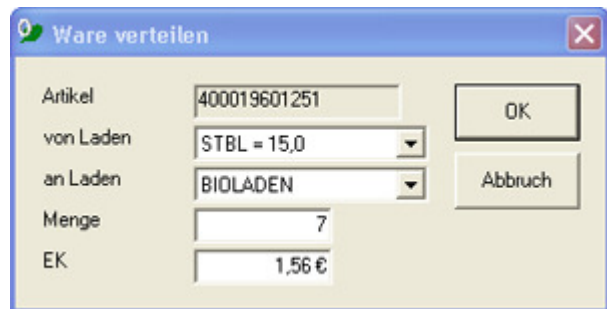 Ware verteilen
Artikel 400019601251
OK
von Laden STBL = 15,0
an Laden BIOLADEN
Abbruch
Menge 7
EK 1,56 €